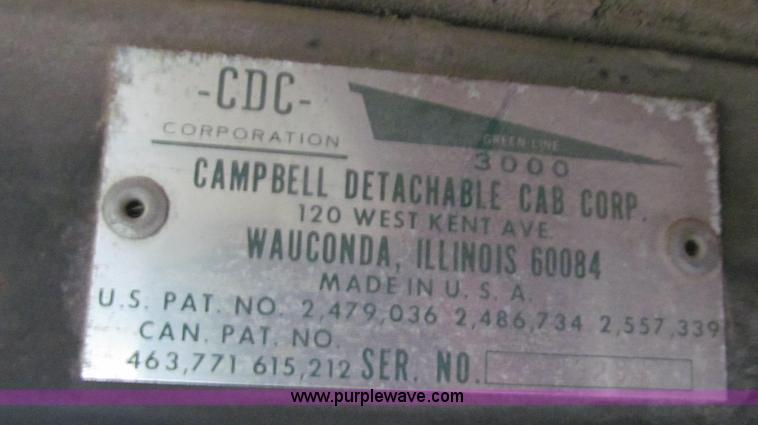 -CDC-
CORPORATION
GREEN LINE
3000
CAMPBELL DETACHABLE CAB CORP.
120 WEST KENT AVE.
WAUCONDA, ILLINOIS 60084
MADE IN U. S. A.
U.S. PAT. NO. 2,479,036 2,486,734 2,557,339
CAN. PAT. NO.
463,771 615,212 SER. NO.
www.purplewave.com